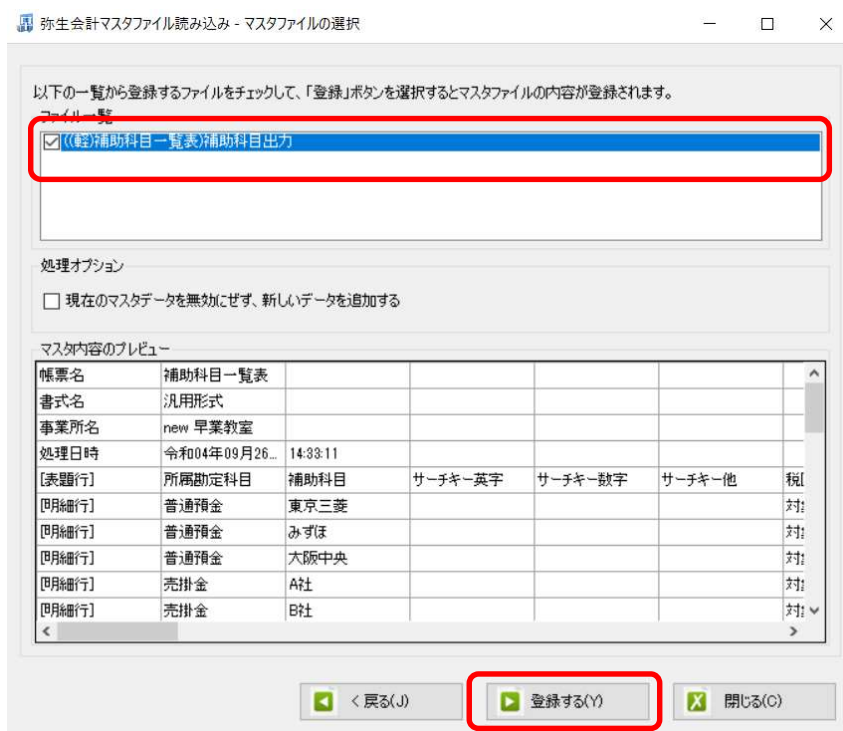 弥生会計マスタファイル読み込み - マスタファイルの選択
以下の一覧から登録するファイルをチェックして、「登録」ボタンを選択するとマスタファイルの内容が登録されます。
ファイル一覧
((軽)補助科目一覧表)補助科目出力
処理オプション
現在のマスタデータを無効にせず、新しいデータを追加する
マスタ内容のプレビュー
帳票名 補助科目一覧表
書式名 汎用形式
事業所名 new 早業教室
処理日時 令和04年09月26... 14:33:11
[表題行] 所属勘定科目 補助科目 サーチキー英字 サーチキー数字 サーチキー他 税
[明細行] 普通預金 東京三菱 対
[明細行] 普通預金 みずほ 対
[明細行] 普通預金 大阪中央 対
[明細行] 売掛金 A社 対
[明細行] 売掛金 B社 対
< 戻る(J) 登録する(Y) 閉じる(C)